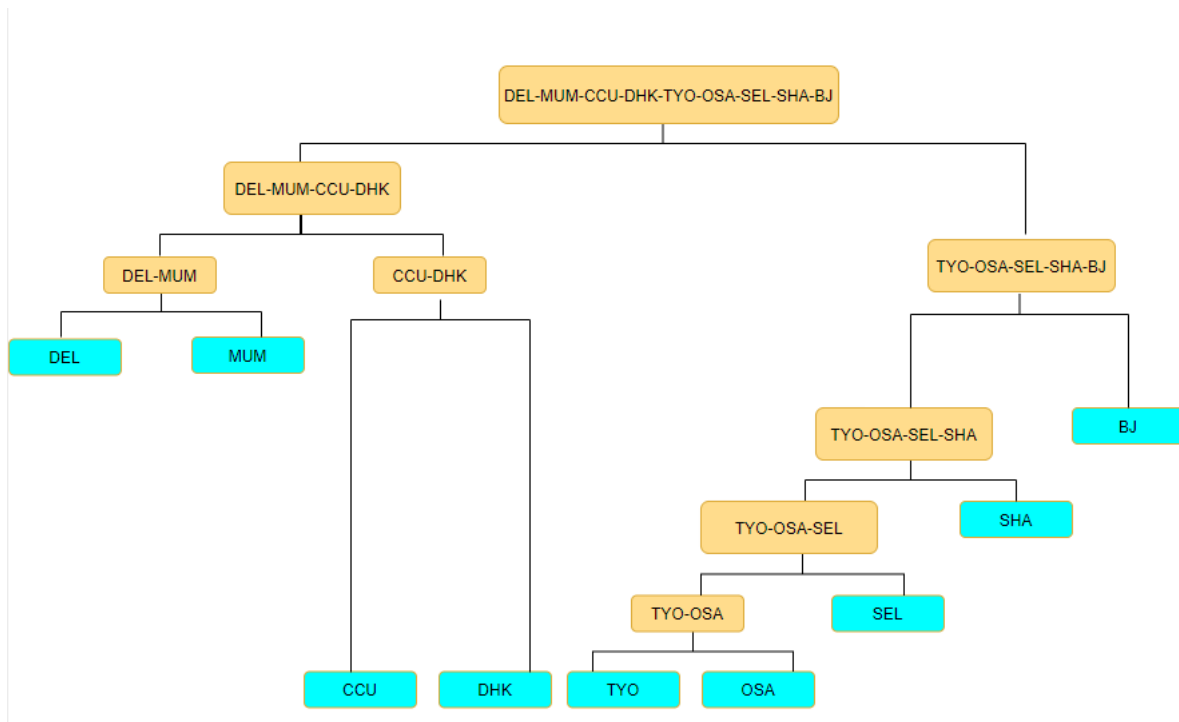 DEL-MUM-CCU-DHK-TYO-OSA-SEL-SHA-BJ
DEL-MUM-CCU-DHK
DEL-MUM
CCU-DHK
TYO-OSA-SEL-SHA-BJ
DEL
MUM
TYO-OSA-SEL-SHA
BJ
TYO-OSA-SEL
SHA
TYO-OSA
SEL
CCU
DHK
TYO
OSA